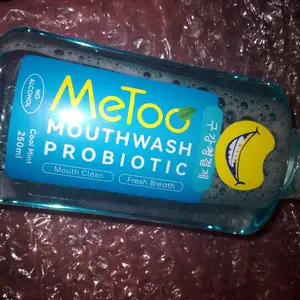 NO
ALCOHOL
MeToo
MOUTHWASH
PROBIOTIC
Mouth Clean
Fresh Breath
Cool Mint
250ml